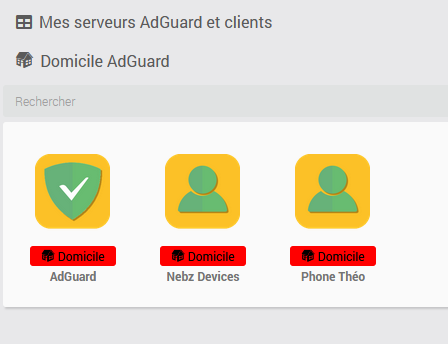 Mes serveurs AdGuard et clients
Domicile AdGuard
Rechercher
Domicile
Domicile
Domicile
AdGuard
Nebz Devices
Phone Théo